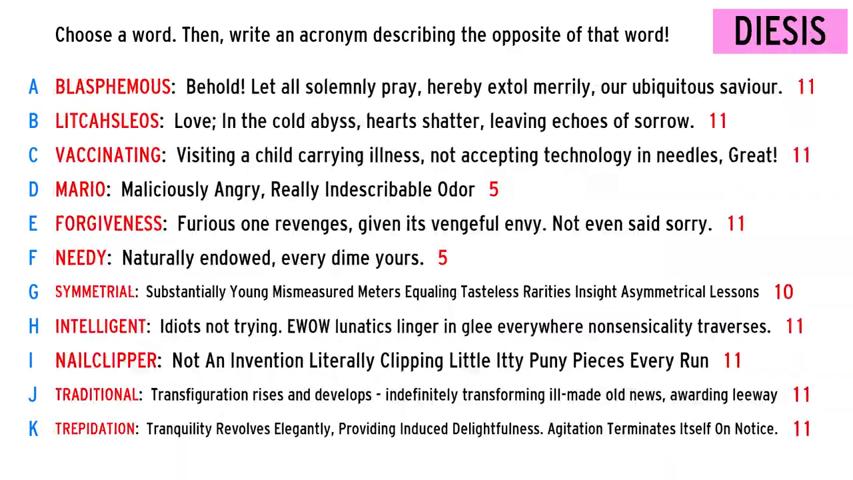 Choose a word. Then, write an acronym describing the opposite of that word!
DIESIS
A BLASPHEMOUS: Behold! Let all solemnly pray, hereby extol merrily, our ubiquitous saviour. 11
B LITCAHSLEOS: Love; In the cold abyss, hearts shatter, leaving echoes of sorrow. 11
C VACCINATING: Visiting a child carrying illness, not accepting technology in needles, Great! 11
D MARIO: Maliciously Angry, Really Indescribable Odor 5
E FORGIVENESS: Furious one revenges, given its vengeful envy. Not even said sorry. 11
F NEEDY: Naturally endowed, every dime yours. 5
G SYMMETRIAL: Substantially Young Mismeasured Meters Equaling Tasteless Rarities Insight Asymmetrical Lessons 10
H INTELLIGENT: Idiots not trying. EWOW lunatics linger in glee everywhere nonsensicality traverses. 11
I NAILCLIPPER: Not An Invention Literally Clipping Little Itty Puny Pieces Every Run 11
J TRADITIONAL: Transfiguration rises and develops - indefinitely transforming ill-made old news, awarding leeway 11
K TREPIDATION: Tranquility Revolves Elegantly, Providing Induced Delightfulness. Agitation Terminates Itself On Notice. 11